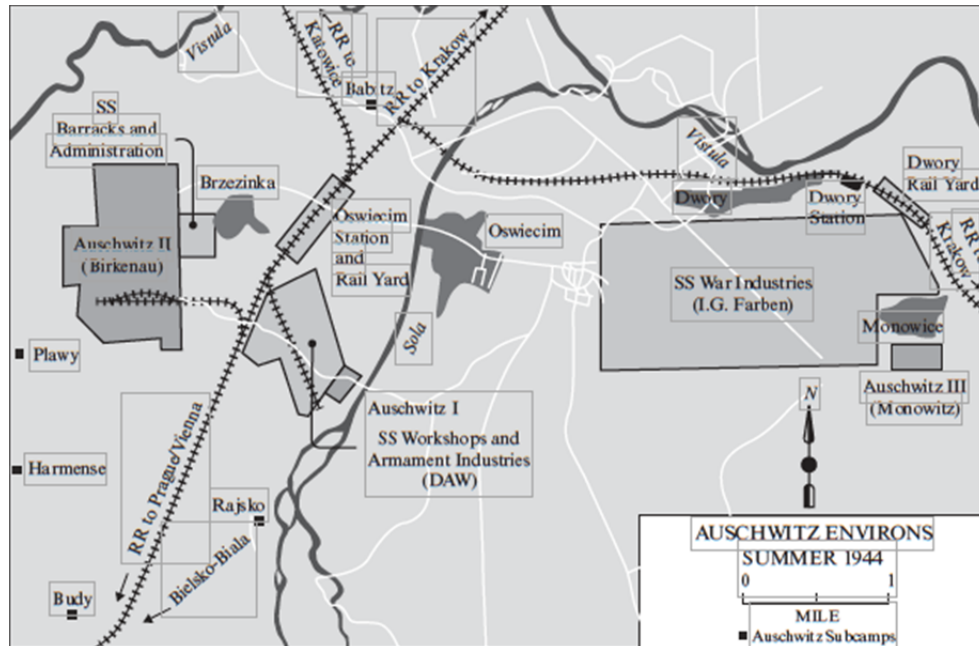 Vistula
RR to
Katowice
RR to Krakow
Babitz
SS
Barracks and
Administration
Brzezinka
Vistula
Dwory
Rail Yard
Dwory
Dwory
Station
RR to
Krakow
Oswiecim
Station
and
Rail Yard
Oswiecim
Auschwitz II
(Birkenau)
SS War Industries
(I.G. Farben)
Monowice
Sola
Plawy
Auschwitz III
(Monowitz)
N
Auschwitz I
SS Workshops and
Armament Industries
(DAW)
RR to Prague/Vienna
Harmense
Rajsko
Bielsko-Biala
Budy
AUSCHWITZ ENVIRONS
SUMMER 1944
0 1
MILE
Auschwitz Subcamps